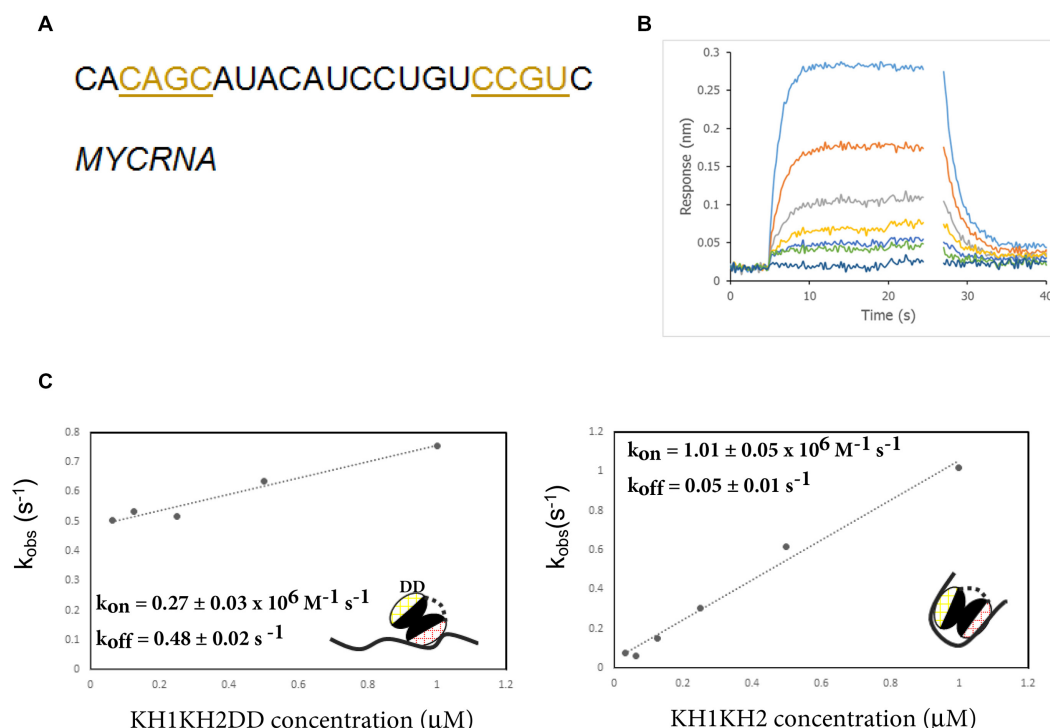 A
CACAGCAUACAUCCUGUCCGUC
MYCRNA
B
0.3
0.25
0.2
0.15
0.1
0.05
0
Response (nm)
0 10 20 30 40
Time (s)
C
0.8
0.7
0.6
0.5
0.4
0.3
0.2
0.1
0
kobs (s-1)
kon = 0.27 ± 0.03 x 10^6 M-1 s-1
koff = 0.48 ± 0.02 s-1
DD
0 0.2 0.4 0.6 0.8 1 1.2
KH1KH2DD concentration (μM)
1.2
1
0.8
0.6
0.4
0.2
0
kobs(s-1)
kon = 1.01 ± 0.05 x 10^6 M-1 s-1
koff = 0.05 ± 0.01 s-1
0 0.2 0.4 0.6 0.8 1 1.2
KH1KH2 concentration (μM)